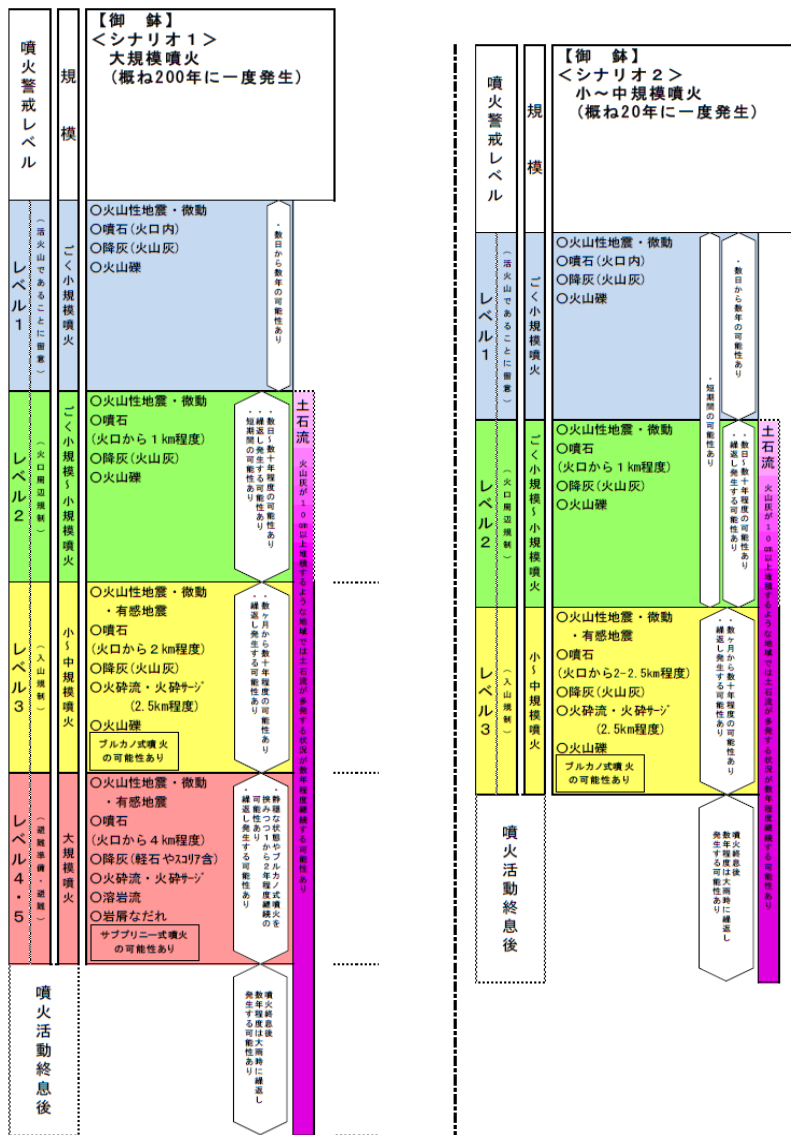 噴火警戒レベル
規模
【御 鉢】
＜シナリオ１＞
大規模噴火
(概ね200年に一度発生)
レベル1
（活火山であることに留意）
ごく小規模噴火
○火山性地震・微動
○噴石(火口内)
○降灰(火山灰)
○火山礫
・数日から数年の可能性あり
レベル2
（火口周辺規制）
ごく小規模～小規模噴火
○火山性地震・微動
○噴石
(火口から１km程度)
○降灰(火山灰)
○火山礫
・数日～数十年程度の可能性あり
・繰返し発生する可能性あり
・短期間の可能性あり
土石流 火山灰が１０cm以上堆積するような地域では土石流が多発する状況が数年程度継続する可能性あり
レベル3
（入山規制）
小～中規模噴火
○火山性地震・微動
・有感地震
○噴石
(火口から２km程度)
○降灰(火山灰)
○火砕流・火砕ｻｰｼﾞ
(2.5km程度)
○火山礫
ブルカノ式噴火
の可能性あり
・数ヶ月から数十年程度の可能性あり
・繰返し発生する可能性あり
レベル4・5
（避難準備・避難）
大規模噴火
○火山性地震・微動
・有感地震
○噴石
(火口から４km程度)
○降灰(軽石やｽｺﾘｱ含)
○火砕流・火砕ｻｰｼﾞ
○溶岩流
○岩屑なだれ
サブプリニー式噴火
の可能性あり
・静穏な状態やブルカノ式噴火を
挟みつつ１から２年程度継続の
可能性あり
・繰返し発生する可能性あり
噴火活動終息後
噴火終息後
数年程度は大雨時に繰返し
発生する可能性あり
噴火警戒レベル
規模
【御 鉢】
＜シナリオ２＞
小～中規模噴火
(概ね20年に一度発生)
レベル1
（活火山であることに留意）
ごく小規模噴火
○火山性地震・微動
○噴石(火口内)
○降灰(火山灰)
○火山礫
・数日から数年の可能性あり
・短期間の可能性あり
レベル2
（火口周辺規制）
ごく小規模～小規模噴火
○火山性地震・微動
○噴石
(火口から１km程度)
○降灰(火山灰)
○火山礫
・数日～数十年程度の可能性あり
・繰返し発生する可能性あり
土石流 火山灰が１０cm以上堆積するような地域では土石流が多発する状況が数年程度継続する可能性あり
レベル3
（入山規制）
小～中規模噴火
○火山性地震・微動
・有感地震
○噴石
(火口から2-2.5km程度)
○降灰(火山灰)
○火砕流・火砕ｻｰｼﾞ
(2.5km程度)
○火山礫
ブルカノ式噴火
の可能性あり
・数ヶ月から数十年程度の可能性あり
・繰返し発生する可能性あり
噴火活動終息後
噴火終息後
数年程度は大雨時に繰返し
発生する可能性あり